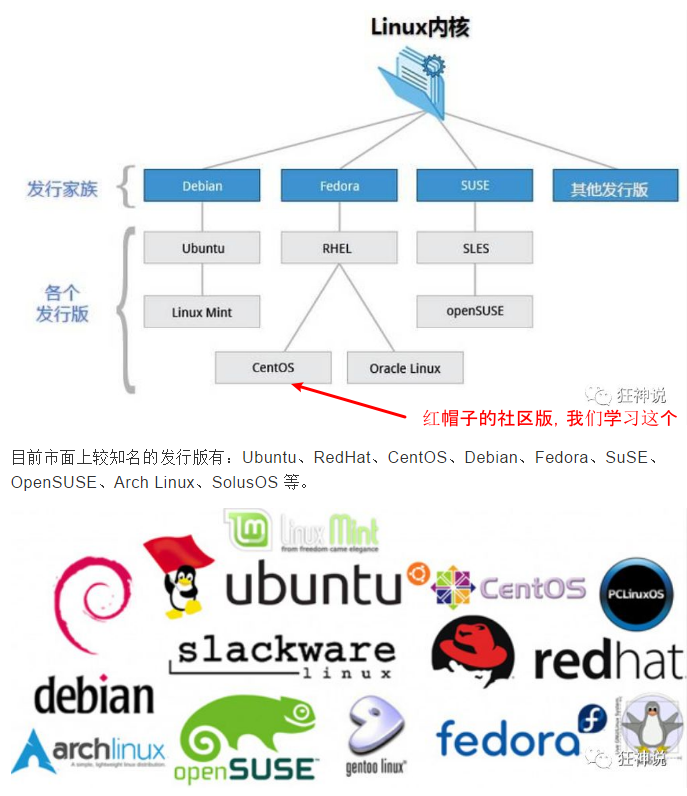 Linux内核
发行家族
Debian
Fedora
SUSE
其他发行版
各个
发行版
Ubuntu
RHEL
SLES
Linux Mint
openSUSE
CentOS
Oracle Linux
狂神说
红帽子的社区版, 我们学习这个
目前市面上较知名的发行版有：Ubuntu、RedHat、CentOS、Debian、Fedora、SuSE、
OpenSUSE、Arch Linux、SolusOS 等。
Linux Mint
from freedom came elegance
ubuntu
CentOS
PCLinuxOS
slackware
linux
redhat.
debian
archlinux
A simple, lightweight linux distribution.
openSUSE
gentoo linux
fedora
狂神说